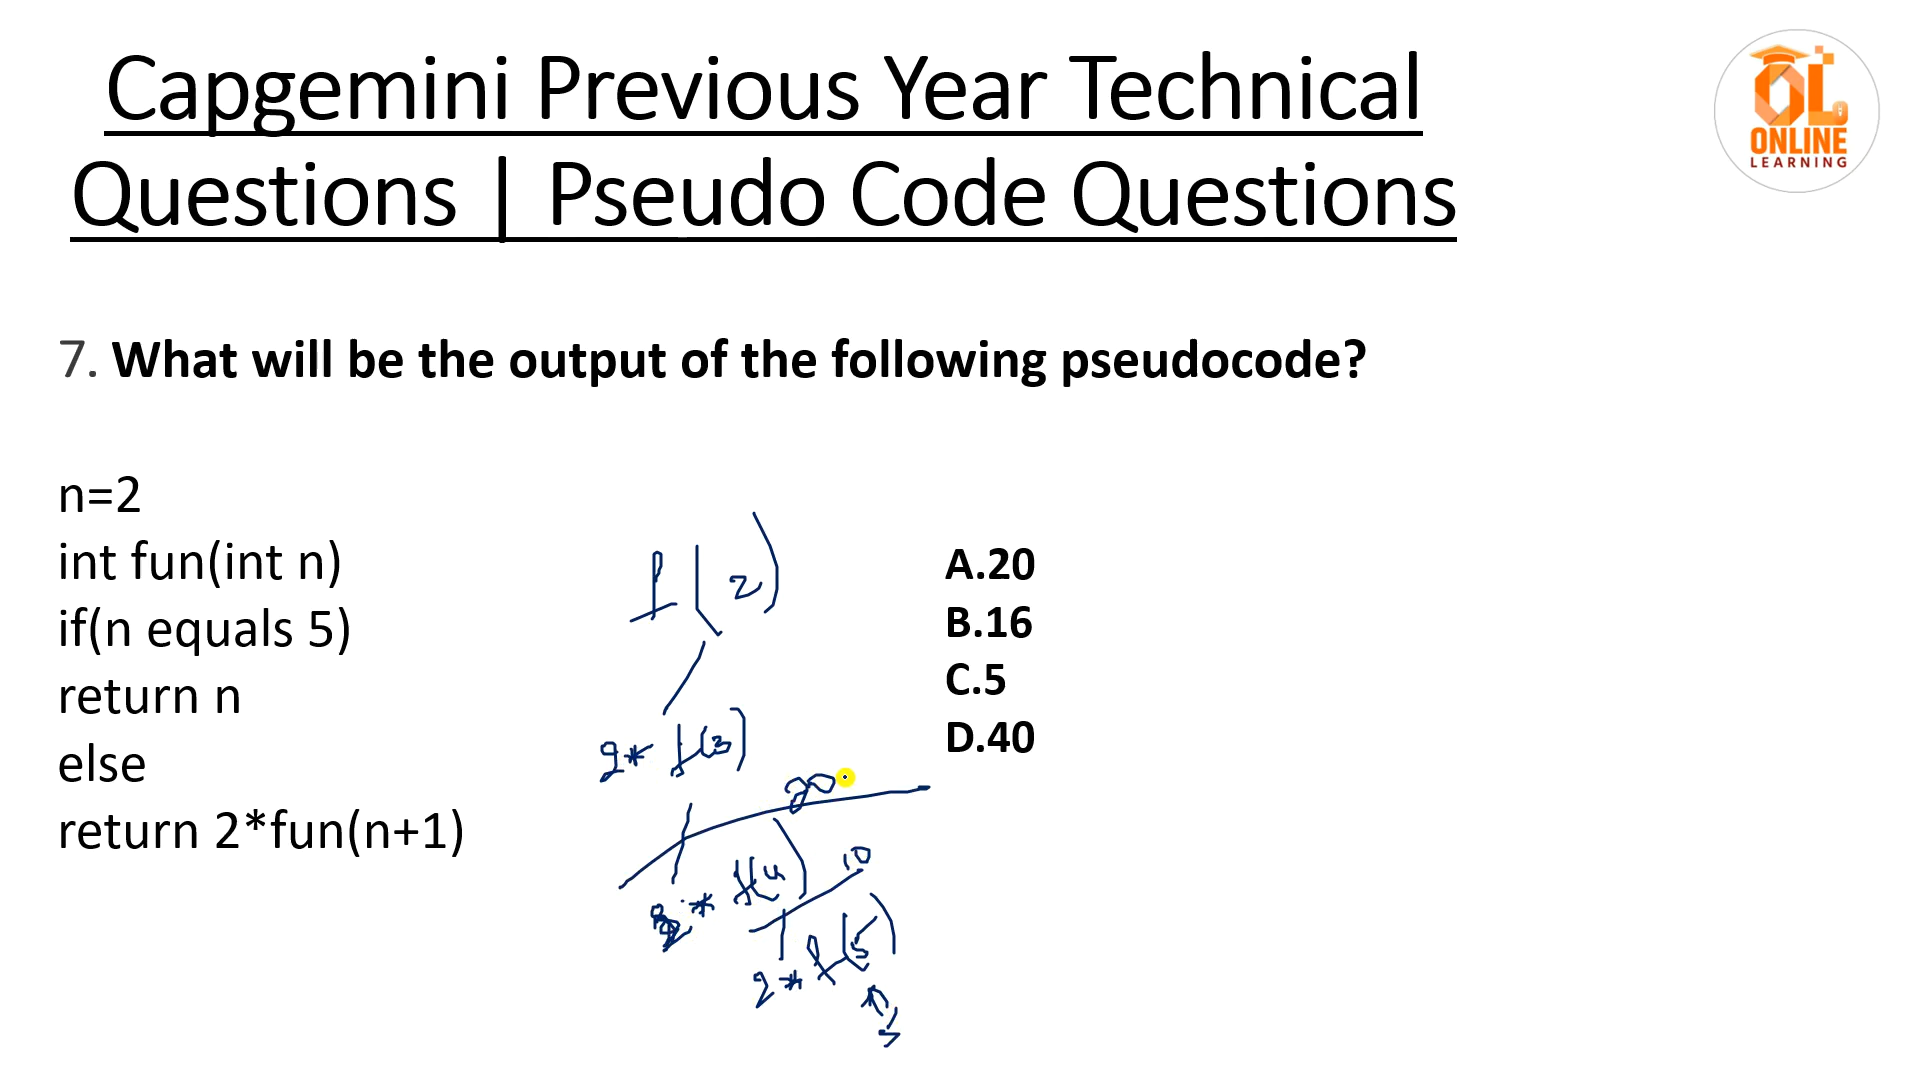 Capgemini Previous Year Technical
Questions | Pseudo Code Questions
OL
ONLINE
LEARNING
7. What will be the output of the following pseudocode?
n=2
int fun(int n)
if(n equals 5)
return n
else
return 2*fun(n+1)
f(2)
2* f(3)
20
2* f(4)
10
2* f(5)
5
A.20
B.16
C.5
D.40